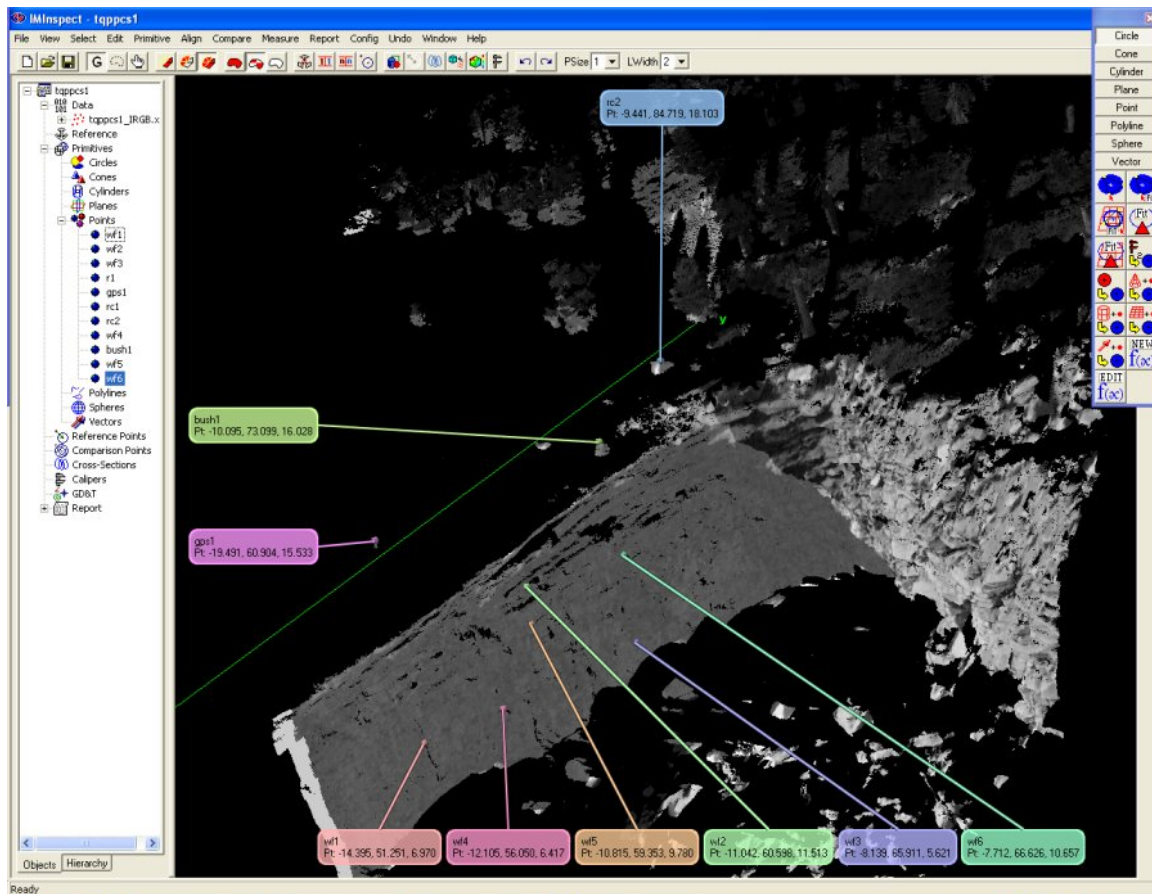 IMInspect - tqppcs1
File View Select Edit Primitive Align Compare Measure Report Config Undo Window Help
G PSize 1 LWidth 2
tqppcs1
Data
tqppcs1_IRGB.x
Reference
Primitives
Circles
Cones
Cylinders
Planes
Points
wf1
wf2
wf3
r1
gps1
rc1
rc2
wf4
bush1
wf5
wf6
Polylines
Spheres
Vectors
Reference Points
Comparison Points
Cross-Sections
Calipers
GD&T
Report
Objects Hierarchy
Ready
rc2
Pt: -9.441, 84.719, 18.103
y
bush1
Pt: -10.095, 73.099, 16.028
gps1
Pt: -19.491, 60.904, 15.533
wf1
Pt: -14.395, 51.251, 6.970
wf4
Pt: -12.105, 56.050, 6.417
wf5
Pt: -10.815, 59.353, 9.780
wf2
Pt: -11.042, 60.598, 11.513
wf3
Pt: -8.139, 65.911, 5.621
wf6
Pt: -7.712, 66.626, 10.657
Circle
Cone
Cylinder
Plane
Point
Polyline
Sphere
Vector
Fit
Fit
NEW
f(x)
EDIT
f(x)